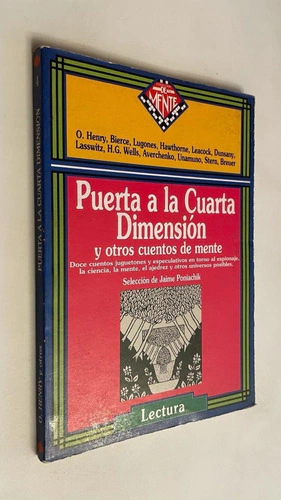 DE
MENTE
O. Henry, Bierce, Lugones, Hawthorne, Leacock, Dunsany,
Lasswitz, H.G. Wells, Averchenko, Unamuno, Stern, Breuer
Puerta a la Cuarta
Dimensión
y otros cuentos de mente
Doce cuentos juguetones y especulativos en torno al espionaje,
la ciencia, la mente, el ajedrez y otros universos posibles.
Selección de Jaime Poniachik
Lectura
PUERTA A LA CUARTA DIMENSIÓN
O. HENRY y otros